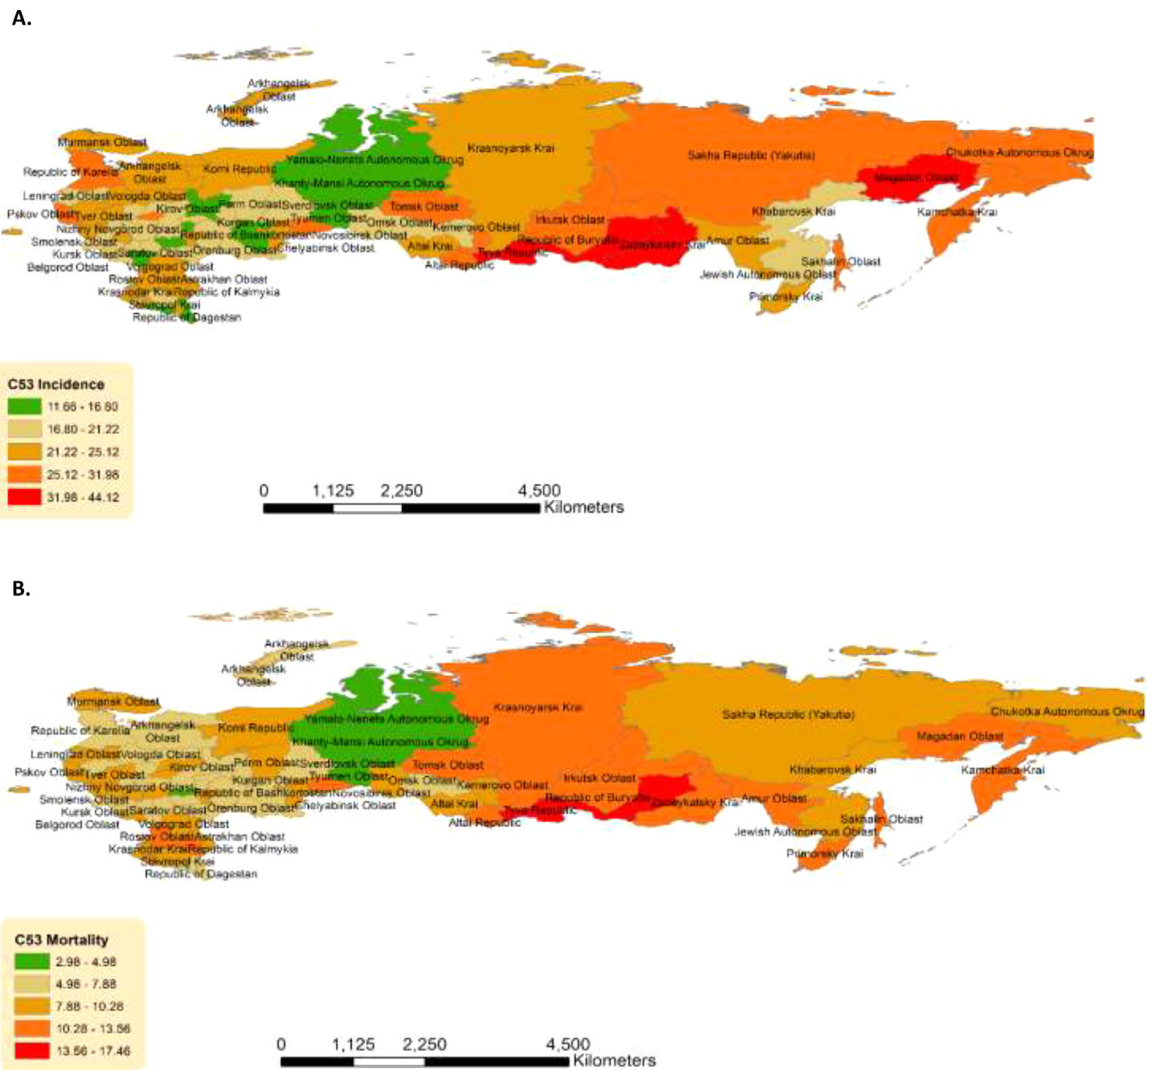 A.
Arkhangelsk
Oblast
Arkhangelsk
Oblast
Murmansk Oblast
Krasnoyarsk Krai
Sakha Republic (Yakutia)
Chukotka Autonomous Okrug
Republic of Karelia
Arkhangelsk
Oblast
Komi Republic
Yamalo-Nenets Autonomous Okrug
Magadan Oblast
Khanty-Mansi Autonomous Okrug
Leningrad Oblast
Vologda Oblast
Kirov Oblast
Perm Oblast
Sverdlovsk Oblast
Tomsk Oblast
Khabarovsk Krai
Kamchatka Krai
Pskov Oblast
Tver Oblast
Kurgan Oblast
Tyumen Oblast
Omsk Oblast
Kemerovo Oblast
Irkutsk Oblast
Nizhny Novgorod Oblast
Republic of Bashkortostan
Novosibirsk Oblast
Republic of Buryatia
Zabaykalsky Krai
Amur Oblast
Smolensk Oblast
Kursk Oblast
Saratov Oblast
Orenburg Oblast
Chelyabinsk Oblast
Altai Krai
Tyva Republic
Sakhalin Oblast
Belgorod Oblast
Volgograd Oblast
Altai Republic
Jewish Autonomous Oblast
Rostov Oblast
Astrakhan Oblast
Krasnodar Krai
Republic of Kalmykia
Primorsky Krai
Stavropol Krai
Republic of Dagestan
C53 Incidence
11.66 - 16.80
16.80 - 21.22
21.22 - 25.12
25.12 - 31.98
31.98 - 44.12
0 1,125 2,250 4,500
Kilometers
B.
Arkhangelsk
Oblast
Arkhangelsk
Oblast
Murmansk Oblast
Krasnoyarsk Krai
Sakha Republic (Yakutia)
Chukotka Autonomous Okrug
Republic of Karelia
Arkhangelsk
Oblast
Komi Republic
Yamalo-Nenets Autonomous Okrug
Magadan Oblast
Khanty-Mansi Autonomous Okrug
Leningrad Oblast
Vologda Oblast
Kirov Oblast
Perm Oblast
Sverdlovsk Oblast
Tomsk Oblast
Khabarovsk Krai
Kamchatka Krai
Pskov Oblast
Tver Oblast
Kurgan Oblast
Tyumen Oblast
Omsk Oblast
Kemerovo Oblast
Irkutsk Oblast
Nizhny Novgorod Oblast
Republic of Bashkortostan
Novosibirsk Oblast
Republic of Buryatia
Zabaykalsky Krai
Amur Oblast
Smolensk Oblast
Kursk Oblast
Saratov Oblast
Orenburg Oblast
Chelyabinsk Oblast
Altai Krai
Tyva Republic
Sakhalin Oblast
Belgorod Oblast
Volgograd Oblast
Altai Republic
Jewish Autonomous Oblast
Rostov Oblast
Astrakhan Oblast
Krasnodar Krai
Republic of Kalmykia
Primorsky Krai
Stavropol Krai
Republic of Dagestan
C53 Mortality
2.98 - 4.98
4.98 - 7.88
7.88 - 10.28
10.28 - 13.56
13.56 - 17.46
0 1,125 2,250 4,500
Kilometers